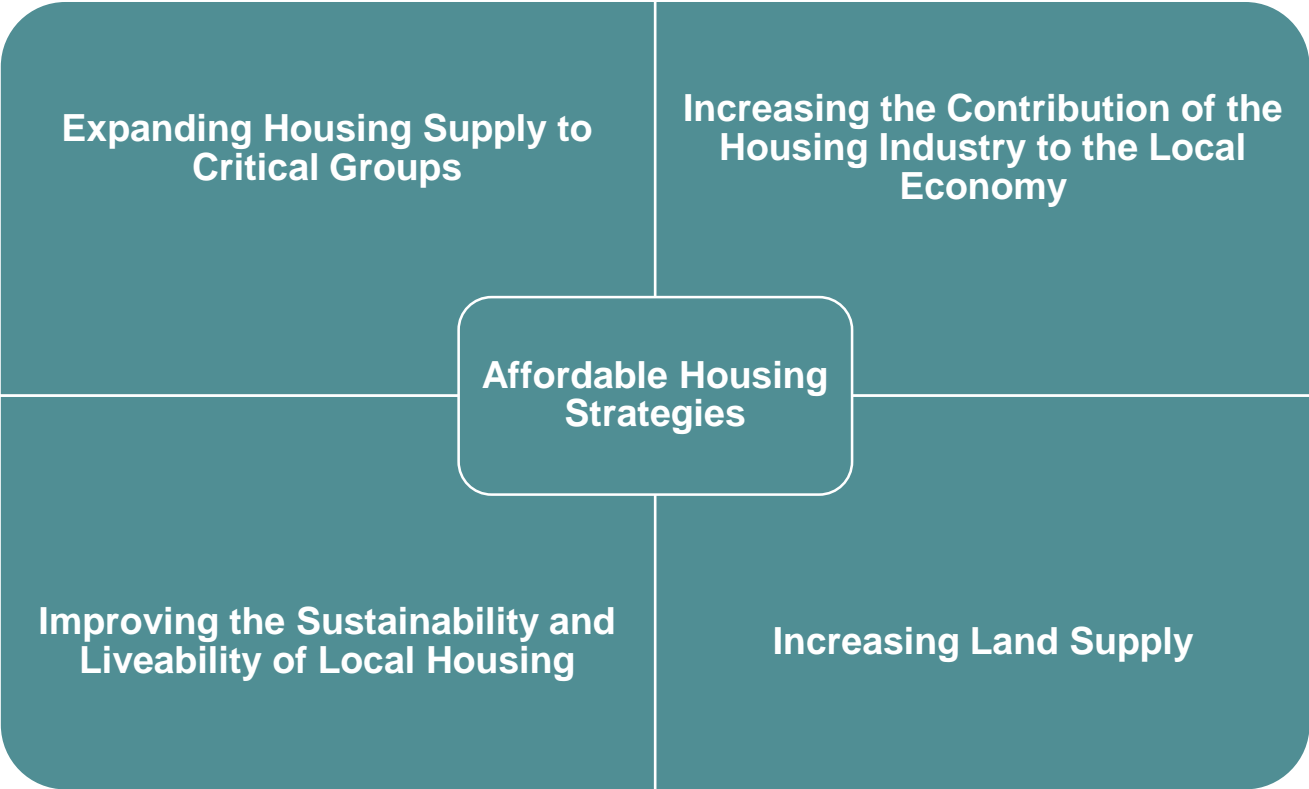 Expanding Housing Supply to
Critical Groups
Increasing the Contribution of the
Housing Industry to the Local
Economy
Affordable Housing
Strategies
Improving the Sustainability and
Liveability of Local Housing
Increasing Land Supply